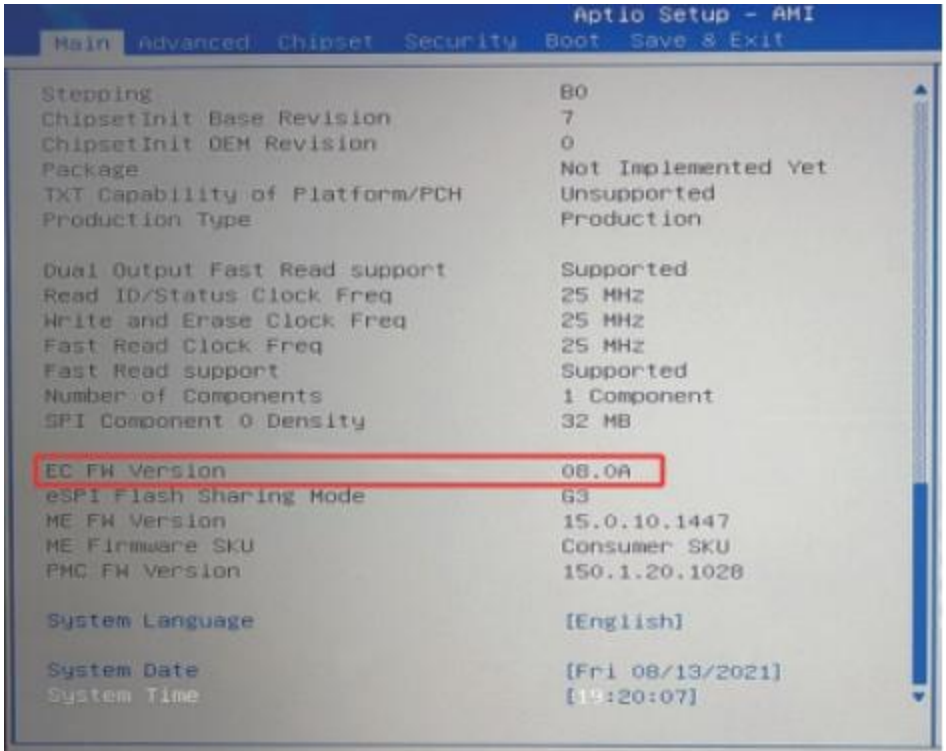 Aptio Setup – AMI
Main Advanced Chipset Security Boot Save & Exit
Stepping B0
ChipsetInit Base Revision 7
ChipsetInit OEM Revision 0
Package Not Implemented Yet
TXT Capability of Platform/PCH Unsupported
Production Type Production
Dual Output Fast Read support Supported
Read ID/Status Clock Freq 25 MHz
Write and Erase Clock Freq 25 MHz
Fast Read Clock Freq 25 MHz
Fast Read support Supported
Number of Components 1 Component
SPI Component 0 Density 32 MB
EC FW Version 08.0A
eSPI Flash Sharing Mode G3
ME FW Version 15.0.10.1447
ME Firmware SKU Consumer SKU
PMC FW Version 150.1.20.1028
System Language [English]
System Date [Fri 08/13/2021]
System Time [19:20:07]